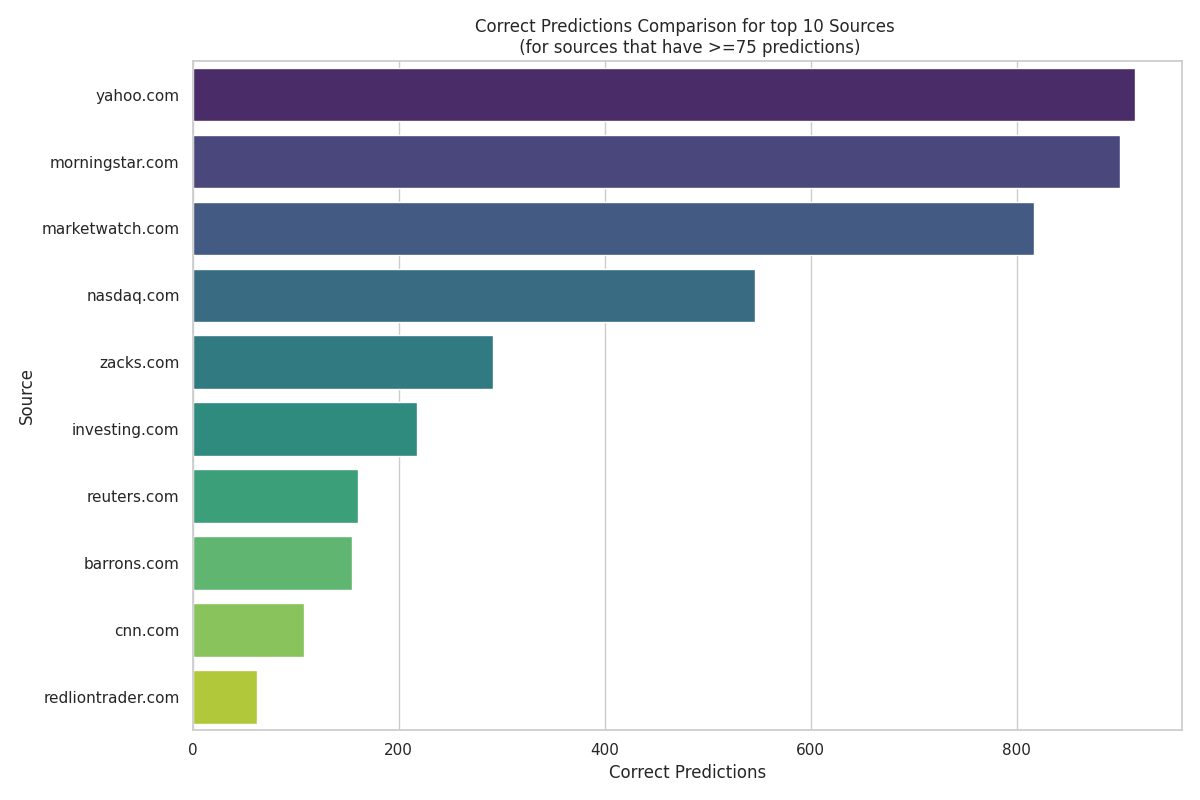 Correct Predictions Comparison for top 10 Sources
(for sources that have >=75 predictions)
Source
yahoo.com
morningstar.com
marketwatch.com
nasdaq.com
zacks.com
investing.com
reuters.com
barrons.com
cnn.com
redliontrader.com
0 200 400 600 800
Correct Predictions